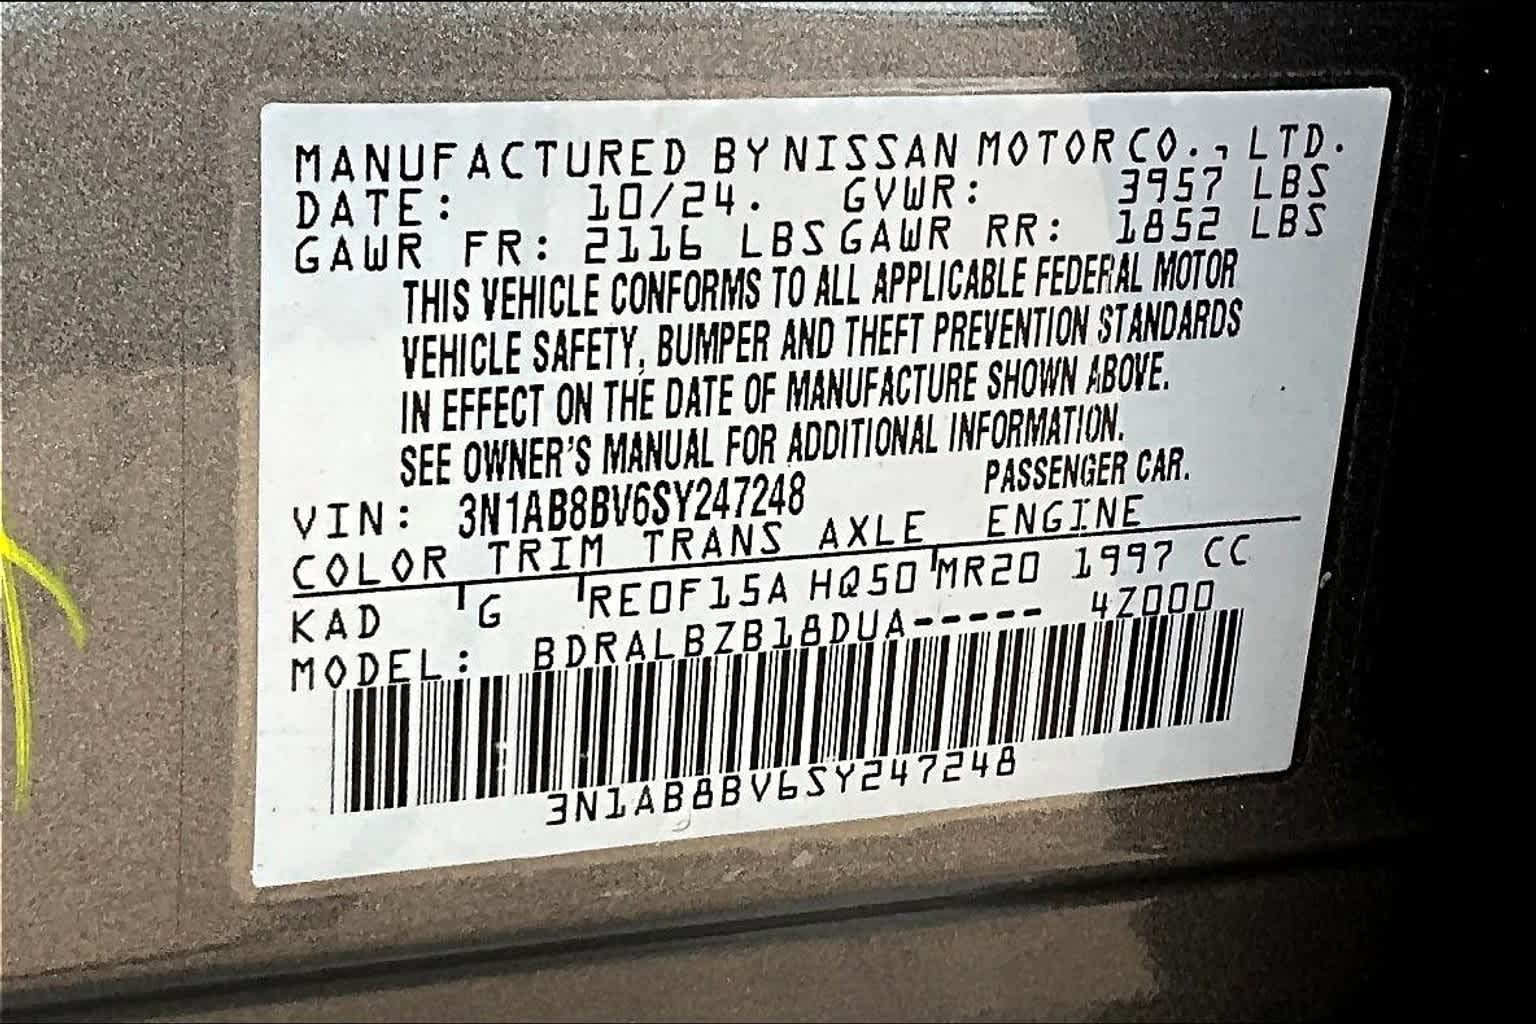 MANUFACTURED BY NISSAN MOTOR CO., LTD.
DATE: 10/24. GVWR: 3957 LBS
GAWR FR: 2116 LBS GAWR RR: 1852 LBS
THIS VEHICLE CONFORMS TO ALL APPLICABLE FEDERAL MOTOR
VEHICLE SAFETY, BUMPER AND THEFT PREVENTION STANDARDS
IN EFFECT ON THE DATE OF MANUFACTURE SHOWN ABOVE.
SEE OWNER'S MANUAL FOR ADDITIONAL INFORMATION.
VIN: 3N1AB8BV6SY247248 PASSENGER CAR.
COLOR TRIM TRANS AXLE ENGINE
KAD G RE0F15A HQ50 MR20 1997 CC
MODEL: BDRALBZB18DUA----- 4Z000
3N1AB8BV6SY247248